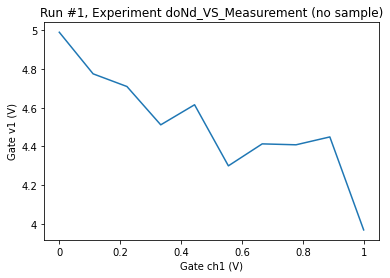 Run #1, Experiment doNd_VS_Measurement (no sample)
Gate v1 (V)
5
4.8
4.6
4.4
4.2
4
0 0.2 0.4 0.6 0.8 1
Gate ch1 (V)